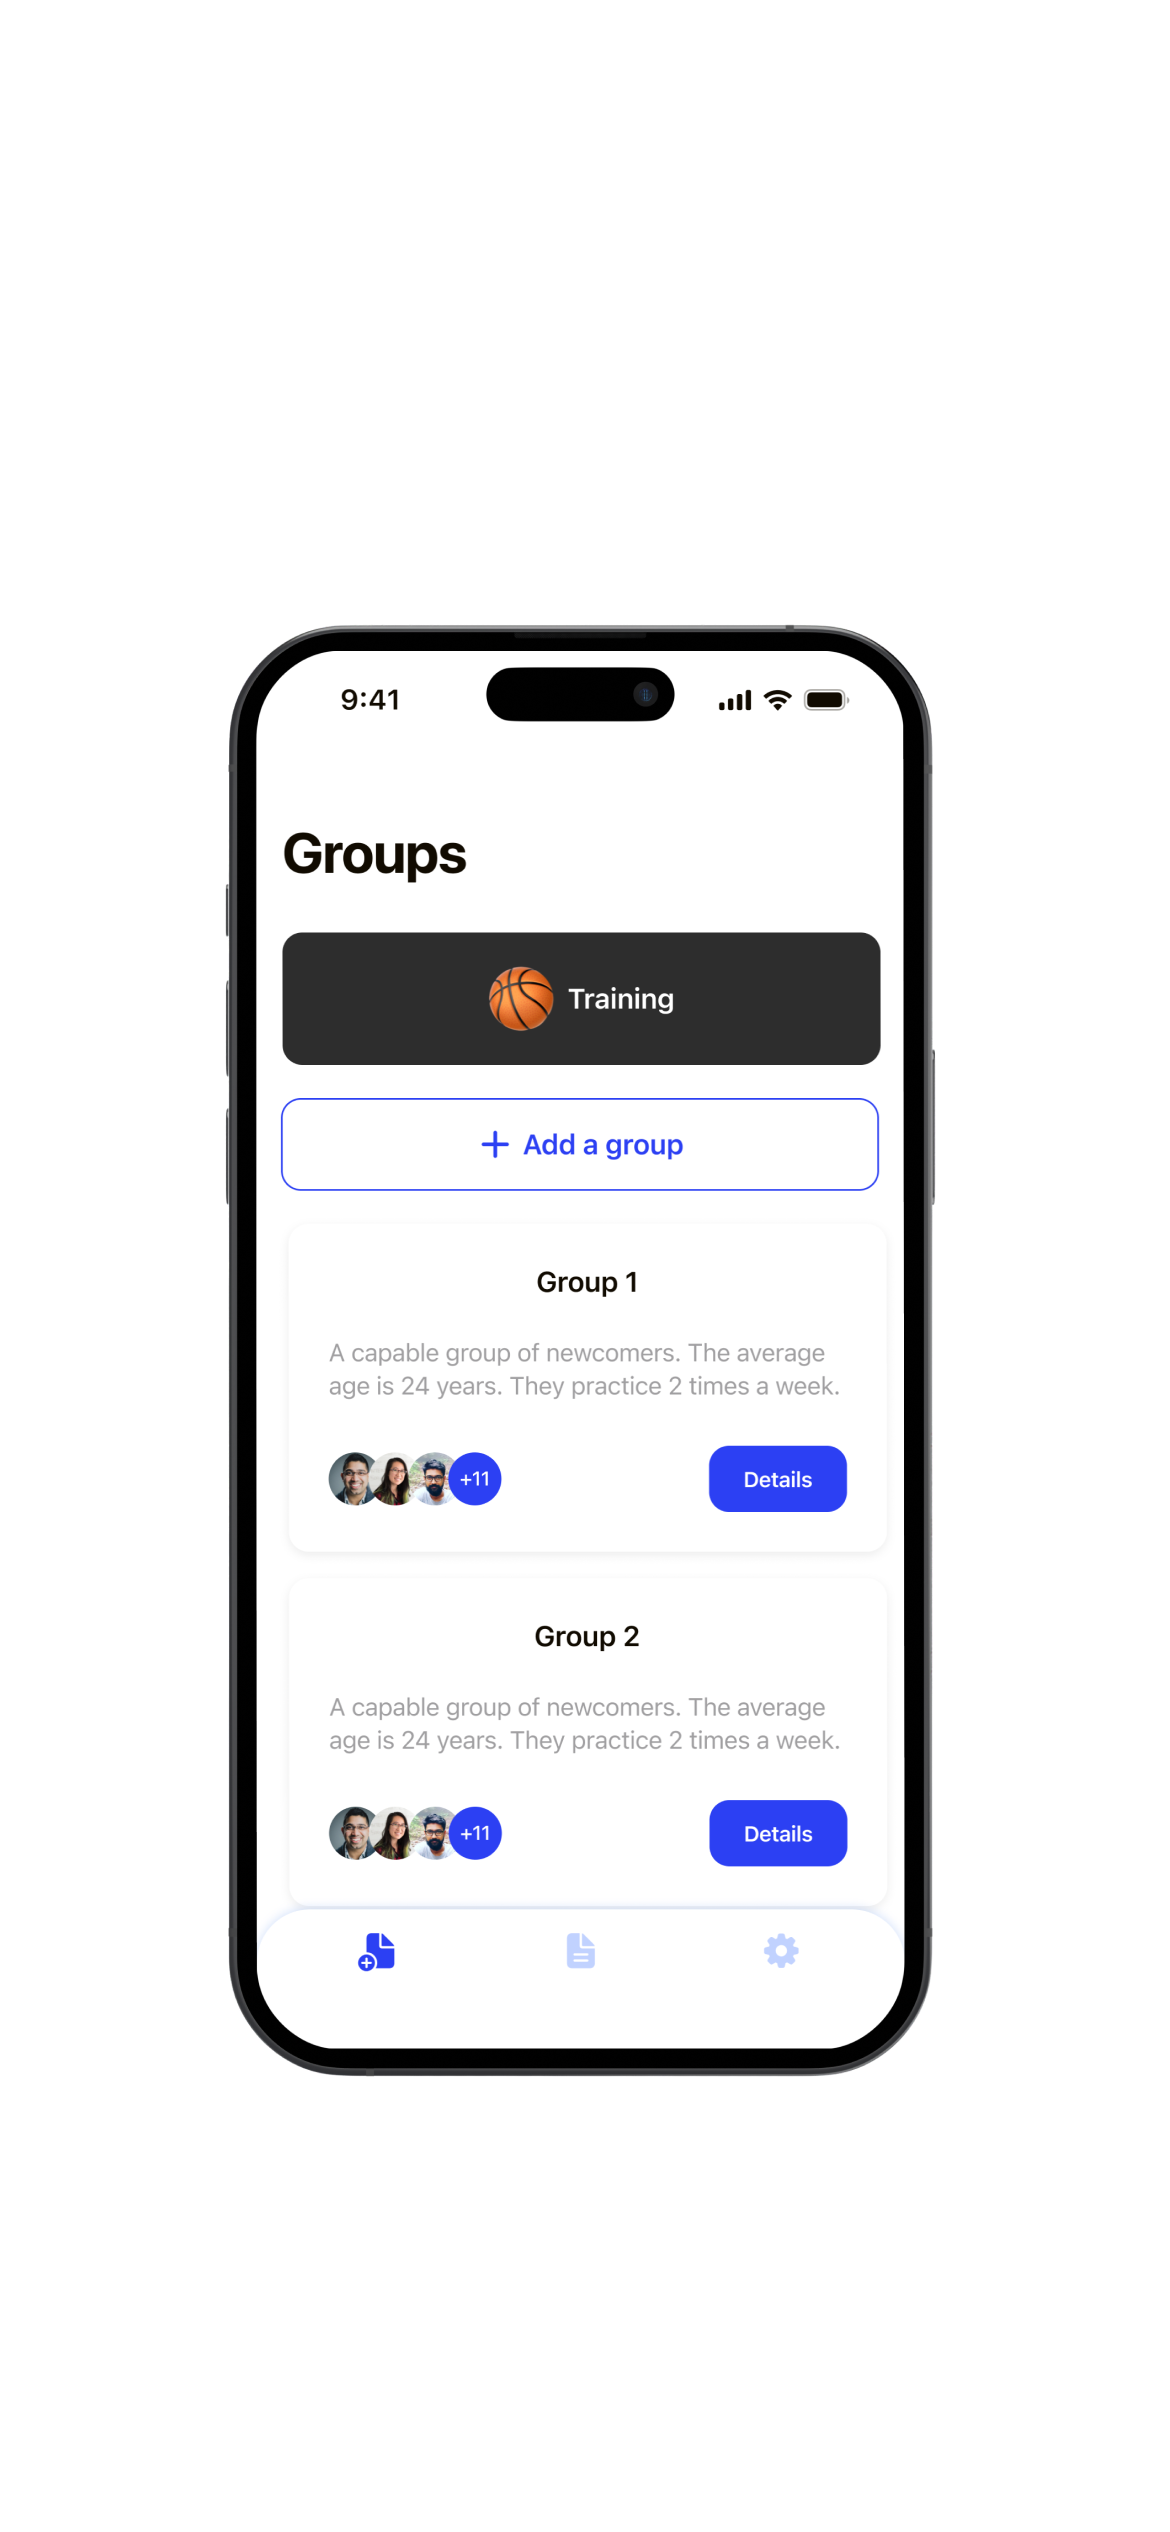 9:41
Groups
Training
Add a group
Group 1
A capable group of newcomers. The average
age is 24 years. They practice 2 times a week.
+11
Details
Group 2
A capable group of newcomers. The average
age is 24 years. They practice 2 times a week.
+11
Details